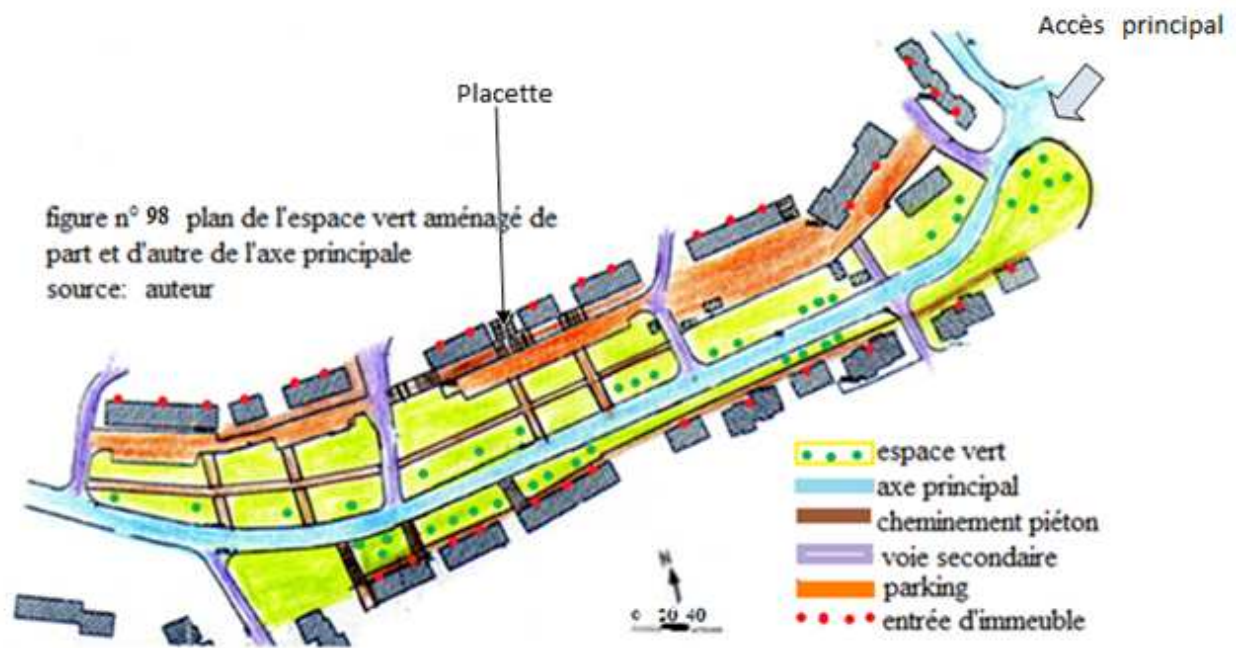 Accès principal
Placette
figure n° 98 plan de l'espace vert aménagé de
part et d'autre de l'axe principale
source: auteur
espace vert
axe principal
cheminement piéton
voie secondaire
parking
entrée d'immeuble
N
0 20 40